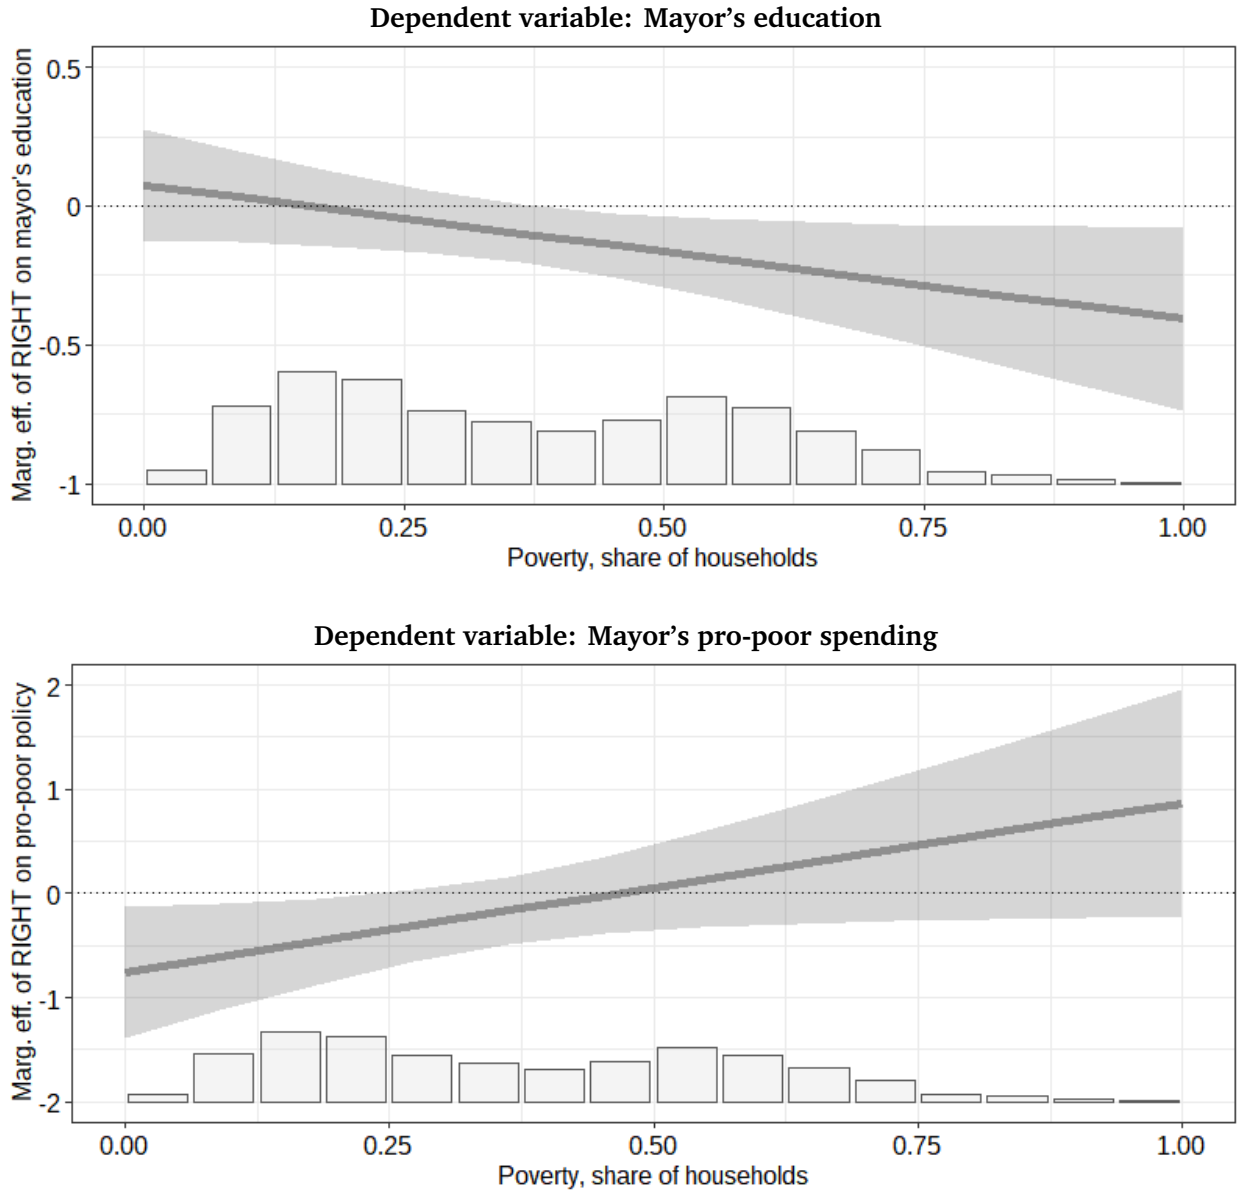 Dependent variable: Mayor's education
Marg. eff. of RIGHT on mayor's education
0.5
0
-0.5
-1
0.00 0.25 0.50 0.75 1.00
Poverty, share of households
Dependent variable: Mayor's pro-poor spending
Marg. eff. of RIGHT on pro-poor policy
2
1
0
-1
-2
0.00 0.25 0.50 0.75 1.00
Poverty, share of households